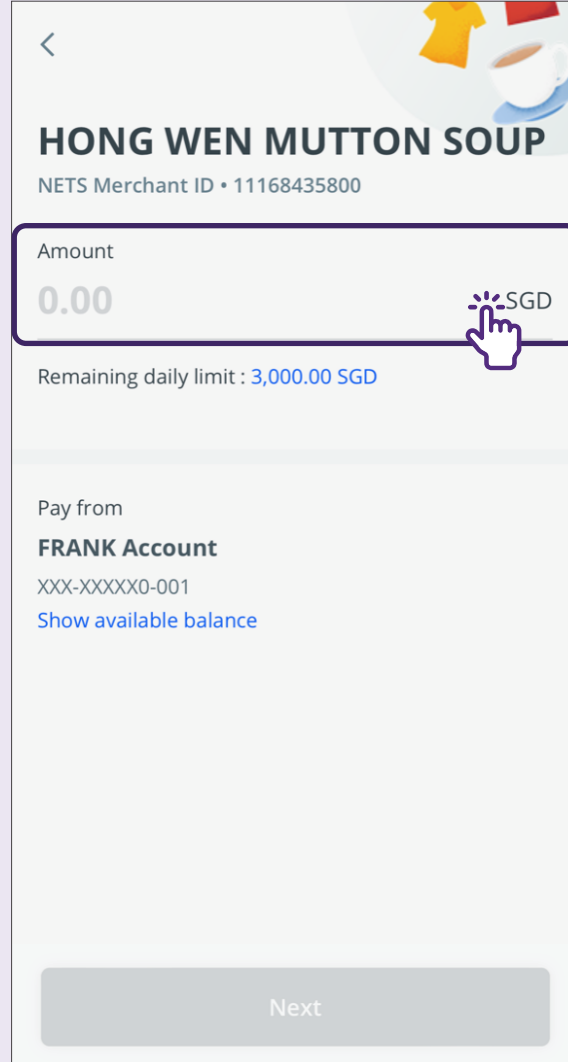 HONG WEN MUTTON SOUP
NETS Merchant ID • 11168435800
Amount
0.00 SGD
Remaining daily limit : 3,000.00 SGD
Pay from
FRANK Account
XXX-XXXXX0-001
Show available balance
Next